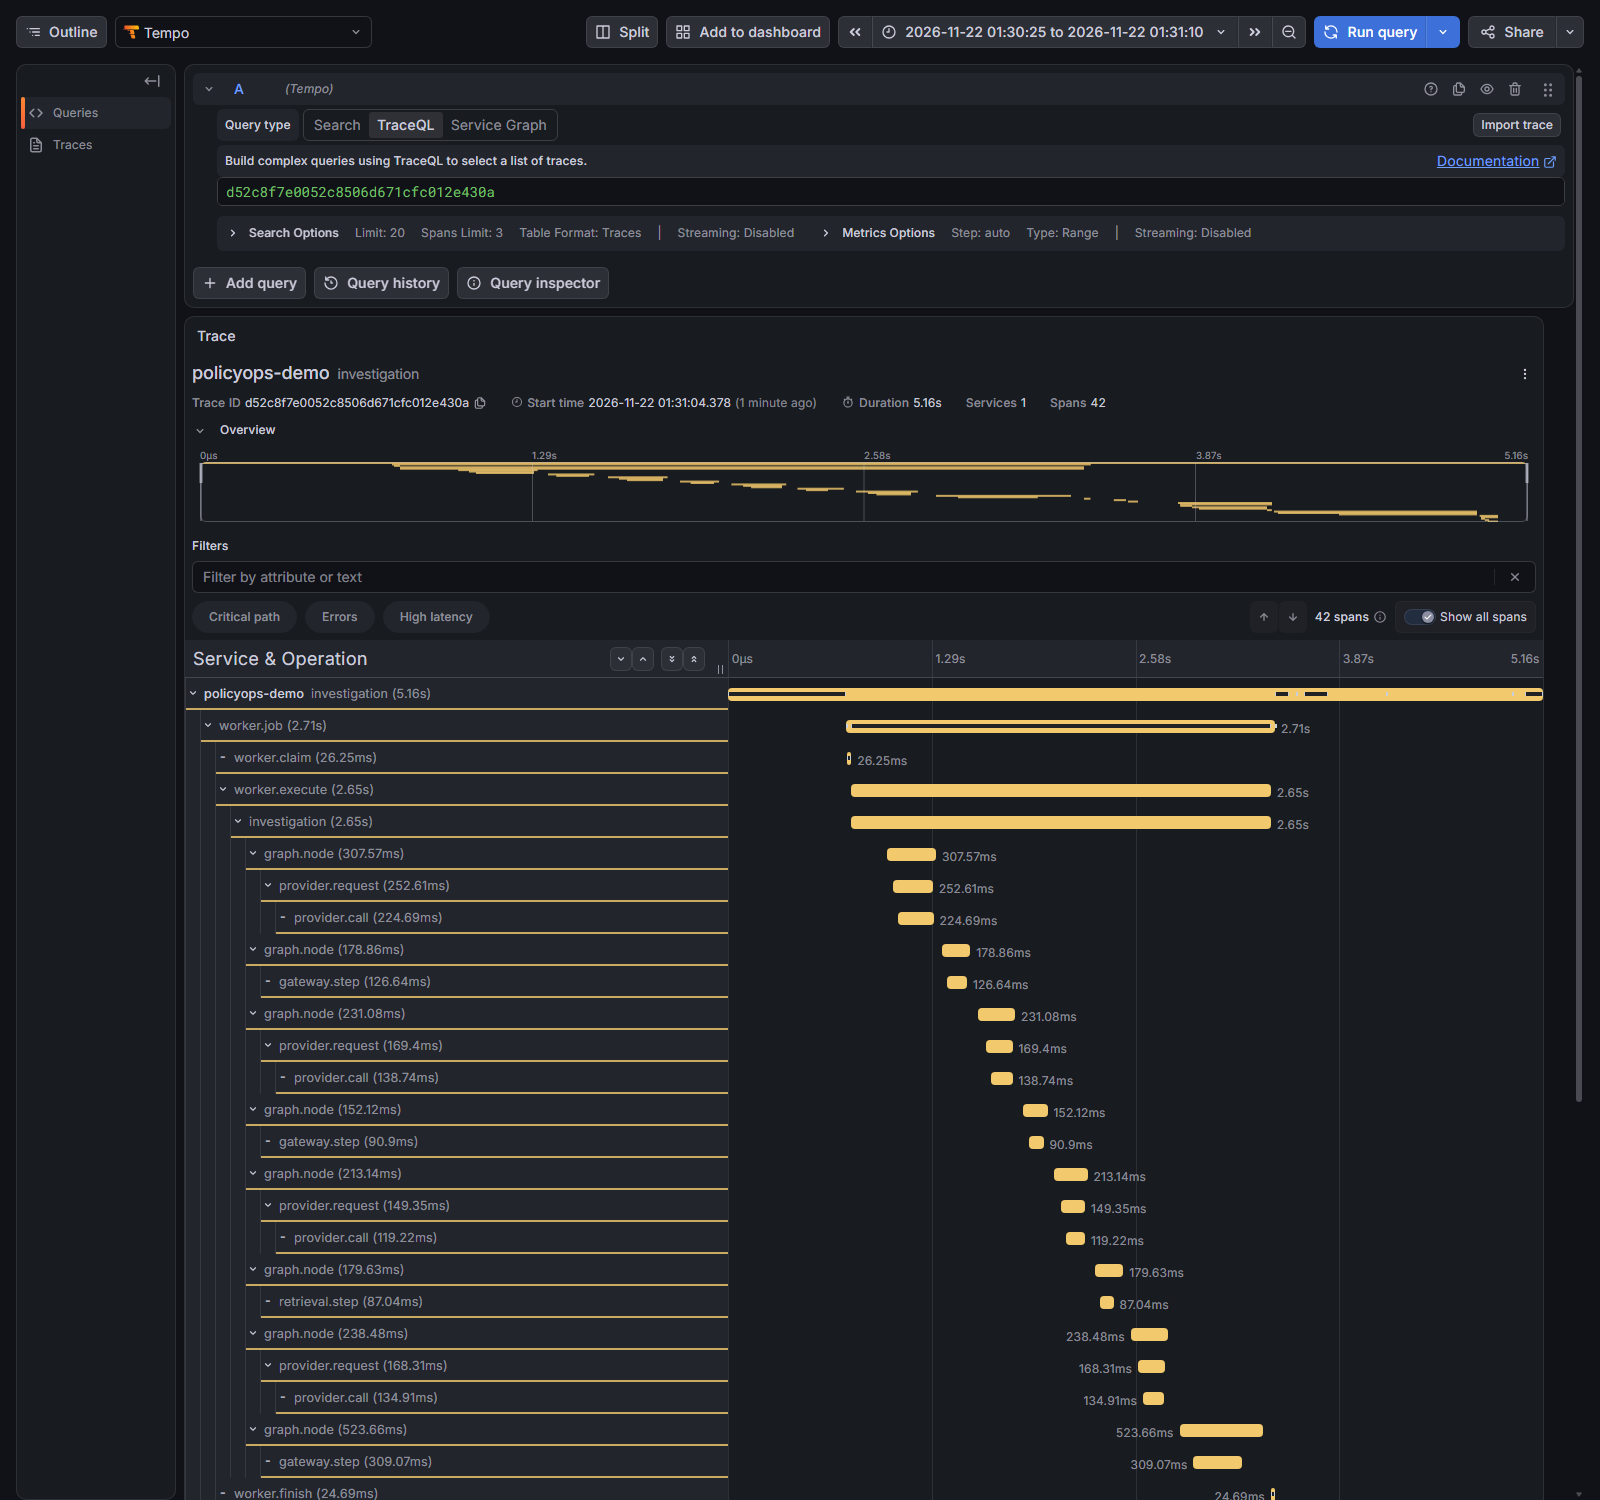 Outline
Tempo
Split
Add to dashboard
2026-11-22 01:30:25 to 2026-11-22 01:31:10
Run query
Share
Queries
Traces
A (Tempo)
Query type Search TraceQL Service Graph Import trace
Build complex queries using TraceQL to select a list of traces. Documentation
d52c8f7e0052c8506d671cfc012e430a
Search Options Limit: 20 Spans Limit: 3 Table Format: Traces | Streaming: Disabled Metrics Options Step: auto Type: Range | Streaming: Disabled
Add query Query history Query inspector
Trace
policyops-demo investigation
Trace ID d52c8f7e0052c8506d671cfc012e430a Start time 2026-11-22 01:31:04.378 (1 minute ago) Duration 5.16s Services 1 Spans 42
Overview
0μs 1.29s 2.58s 3.87s 5.16s
Filters
Filter by attribute or text
Critical path Errors High latency 42 spans Show all spans
Service & Operation 0μs 1.29s 2.58s 3.87s 5.16s
policyops-demo investigation (5.16s)
worker.job (2.71s) 2.71s
worker.claim (26.25ms) 26.25ms
worker.execute (2.65s) 2.65s
investigation (2.65s) 2.65s
graph.node (307.57ms) 307.57ms
provider.request (252.61ms) 252.61ms
provider.call (224.69ms) 224.69ms
graph.node (178.86ms) 178.86ms
gateway.step (126.64ms) 126.64ms
graph.node (231.08ms) 231.08ms
provider.request (169.4ms) 169.4ms
provider.call (138.74ms) 138.74ms
graph.node (152.12ms) 152.12ms
gateway.step (90.9ms) 90.9ms
graph.node (213.14ms) 213.14ms
provider.request (149.35ms) 149.35ms
provider.call (119.22ms) 119.22ms
graph.node (179.63ms) 179.63ms
retrieval.step (87.04ms) 87.04ms
graph.node (238.48ms) 238.48ms
provider.request (168.31ms) 168.31ms
provider.call (134.91ms) 134.91ms
graph.node (523.66ms) 523.66ms
gateway.step (309.07ms) 309.07ms
worker.finish (24.69ms) 24.69ms